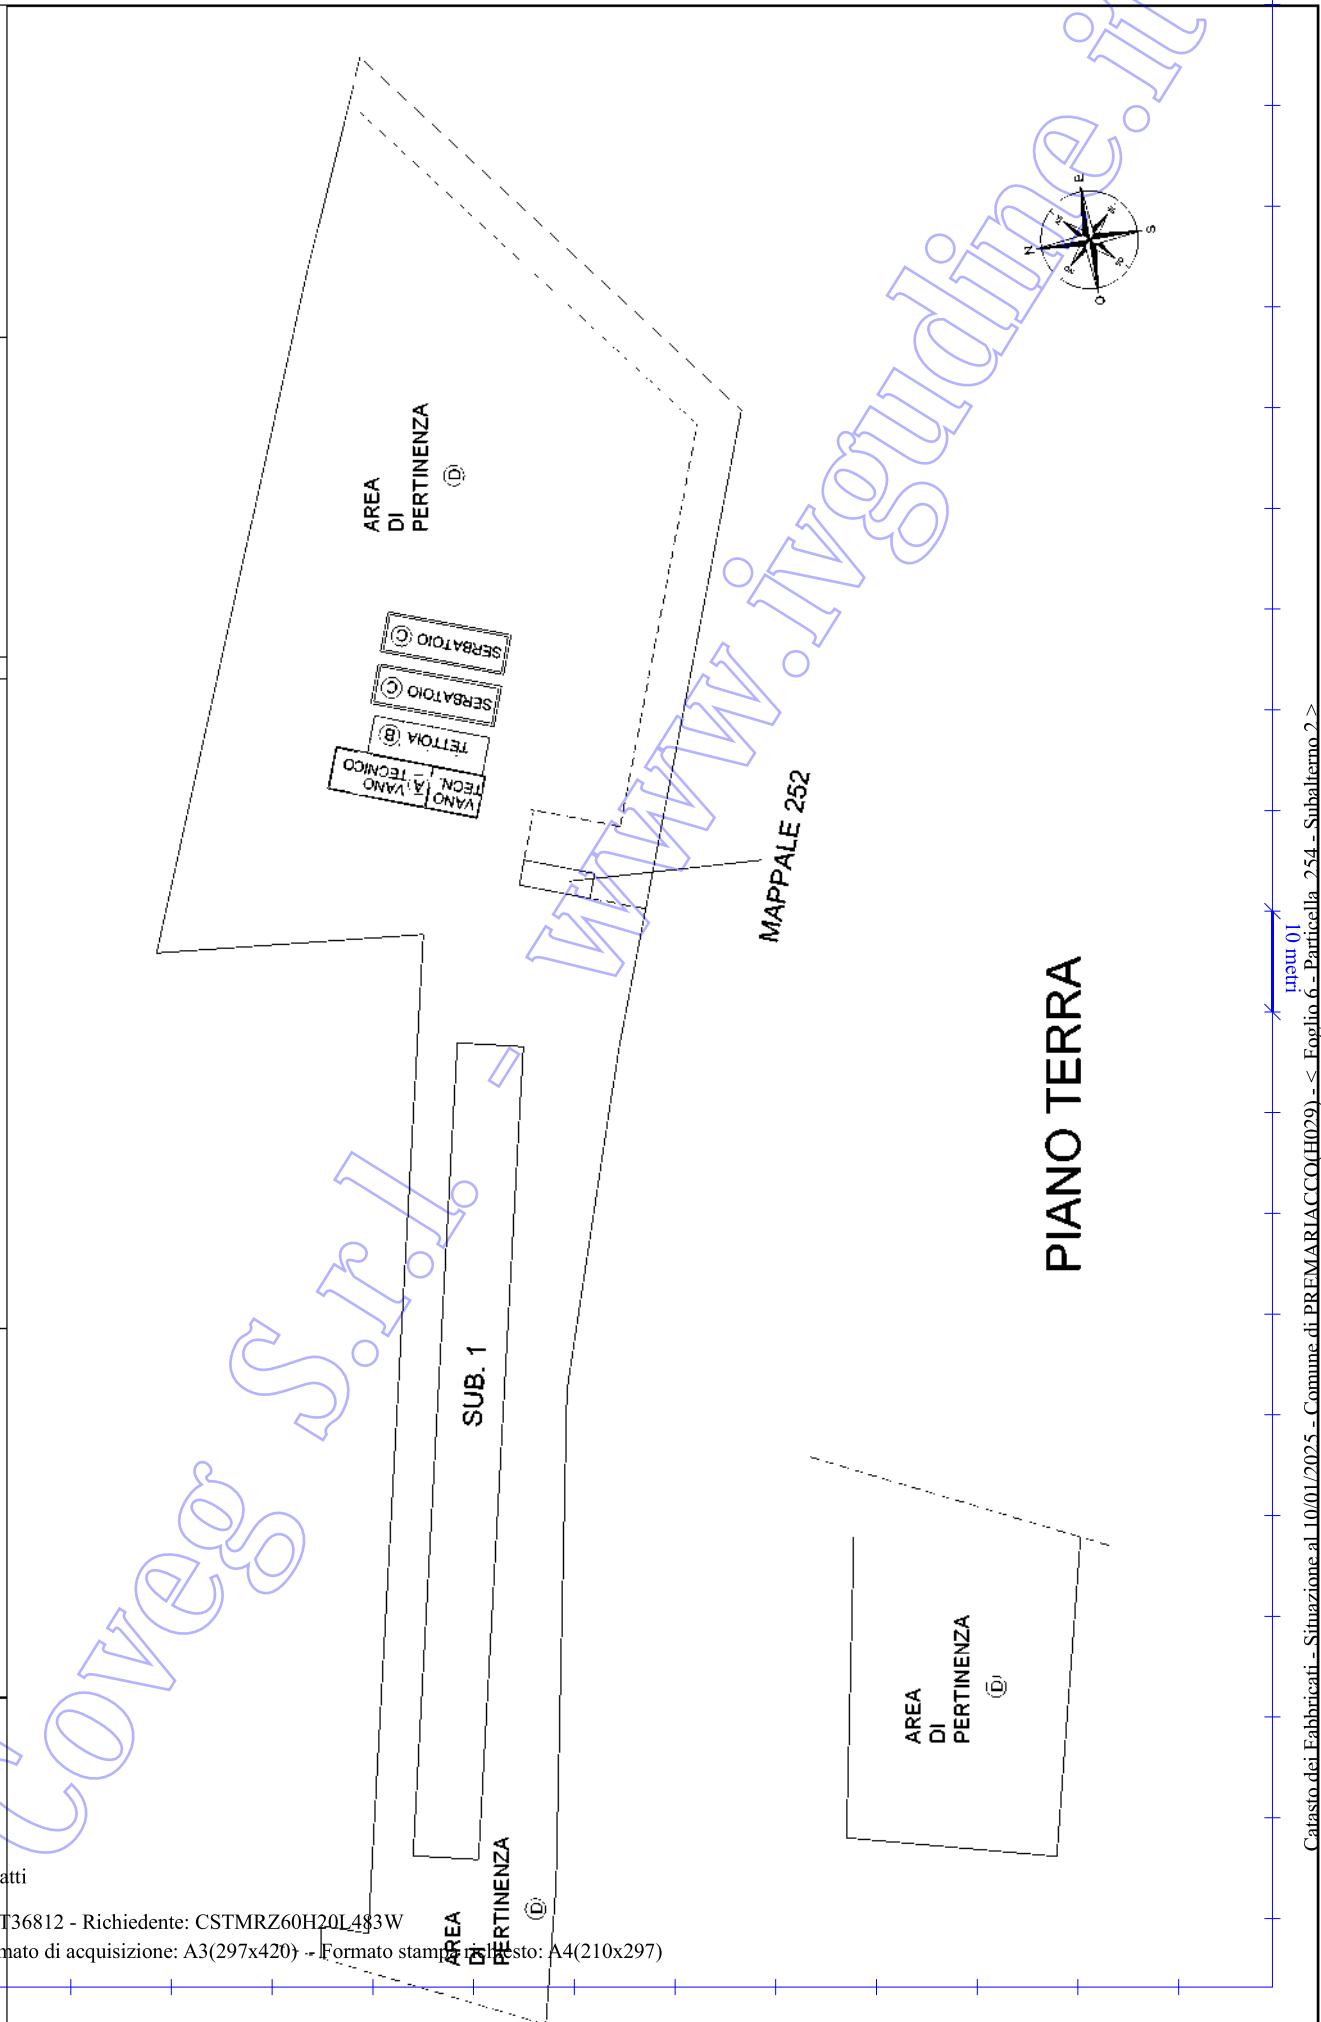 AREA
DI
PERTINENZA
D
SERBATOIO C
SERBATOIO C
TETTOIA B
VANO
TECNICO
A
VANO
TECN.
MAPPALE 252
N
E
S
O
PIANO TERRA
SUB. 1
AREA
DI
PERTINENZA
D
AREA
DI
PERTINENZA
D
10 metri
Catasto dei Fabbricati - Situazione al 10/01/2025 - Comune di PREMARIACCO(H029) - < Foglio 6 - Particella 254 - Subalterno 2 >
atti
T36812 - Richiedente: CSTMRZ60H20L483W
mato di acquisizione: A3(297x420) - Formato stampa richiesto: A4(210x297)
Coveg S.r.l. - www.ivgudine.it